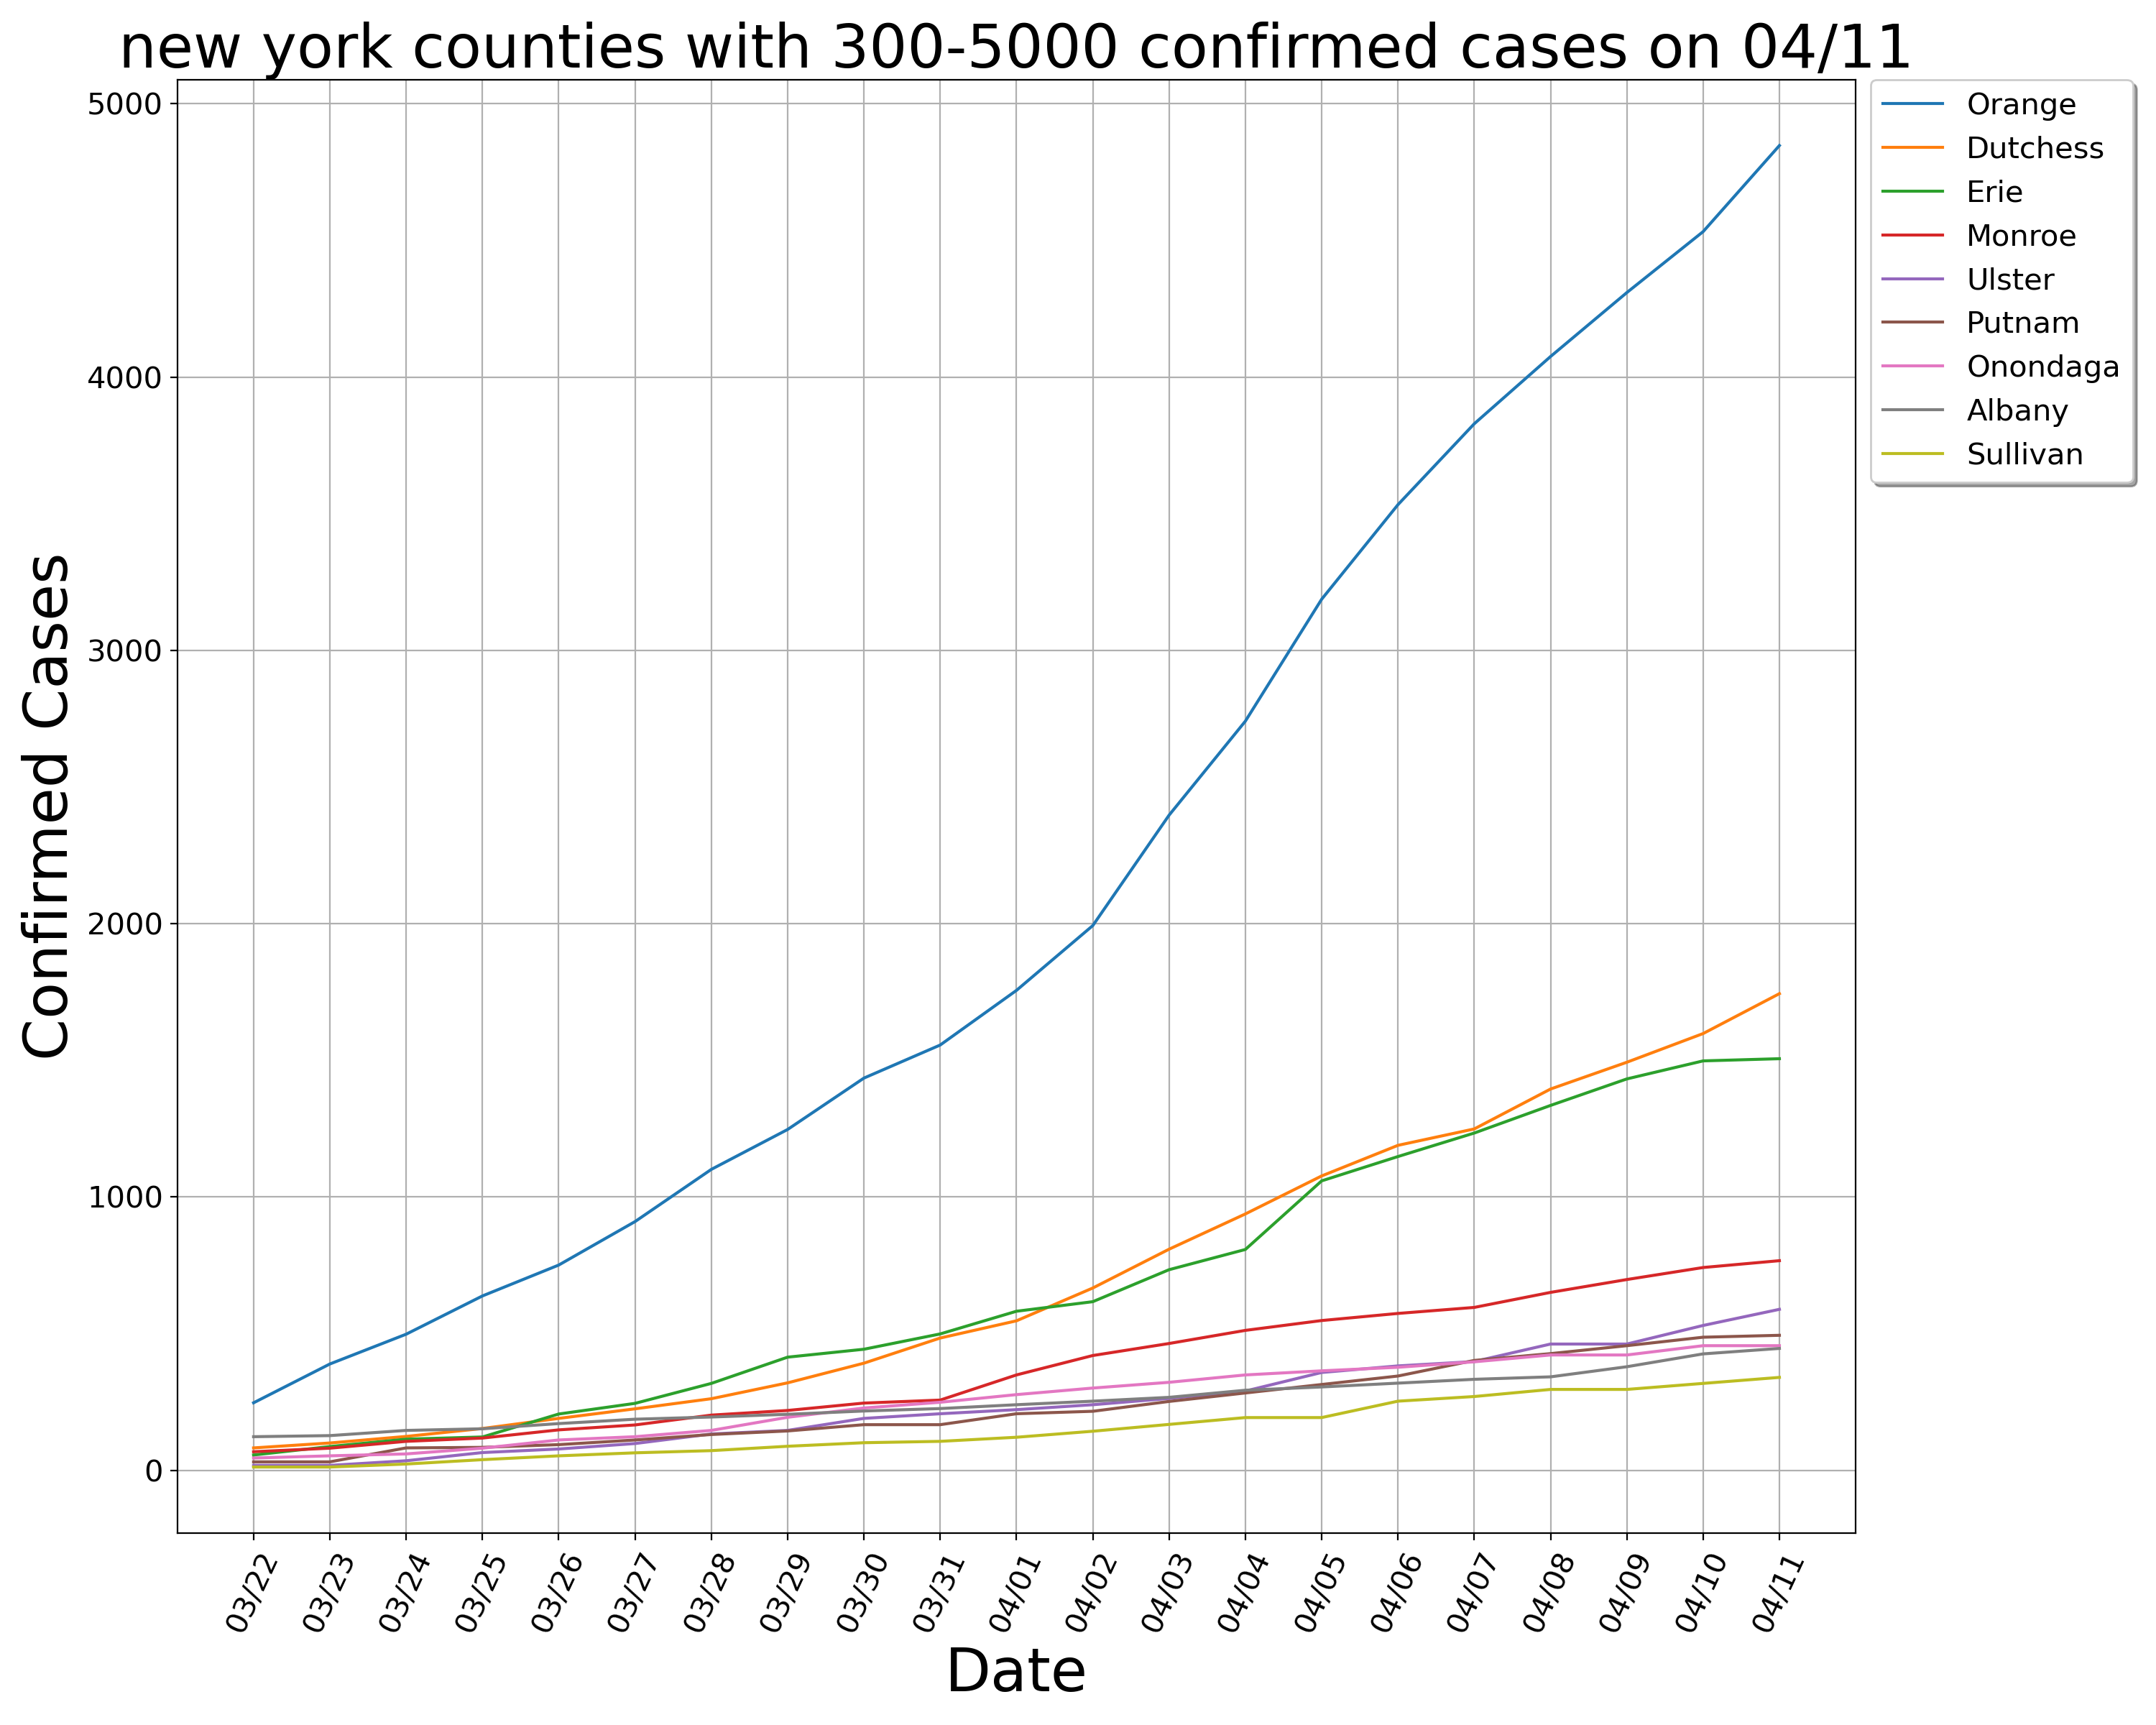 new york counties with 300-5000 confirmed cases on 04/11
Confirmed Cases
5000
4000
3000
2000
1000
0
Orange
Dutchess
Erie
Monroe
Ulster
Putnam
Onondaga
Albany
Sullivan
03/22 03/23 03/24 03/25 03/26 03/27 03/28 03/29 03/30 03/31 04/01 04/02 04/03 04/04 04/05 04/06 04/07 04/08 04/09 04/10 04/11
Date